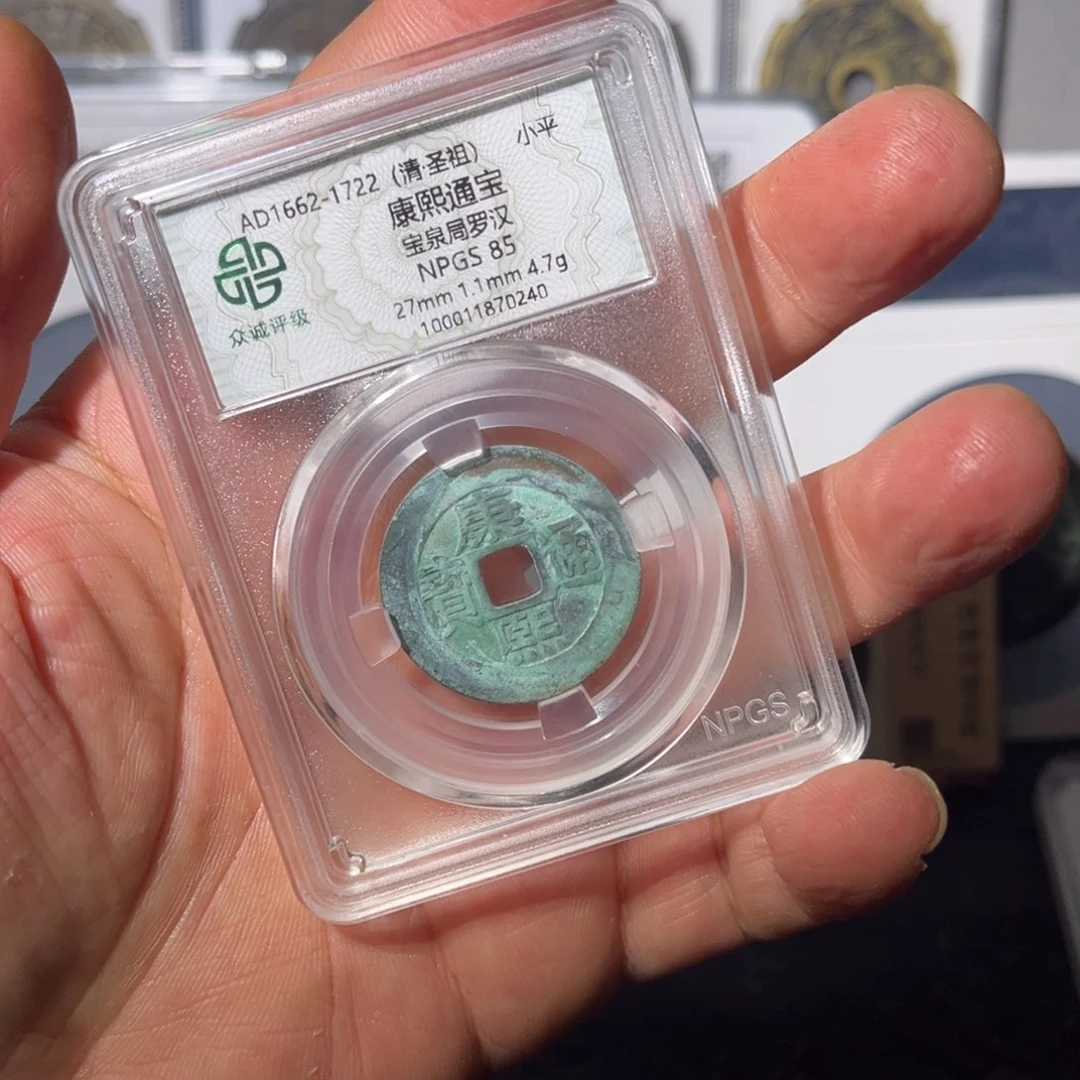 AD1662-1722 (清·圣祖) 小平
康熙通宝
宝泉局罗汉
NPGS 85
27mm 1.1mm 4.7g
100011870240
众诚评级
康熙通寶
NPGS